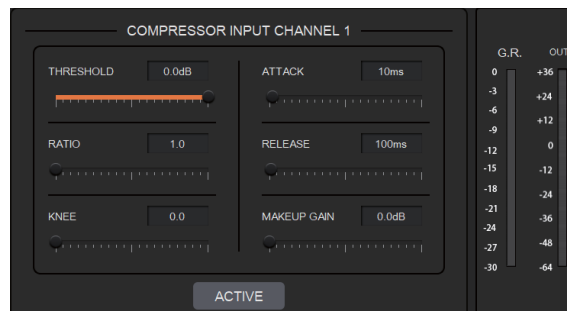 COMPRESSOR INPUT CHANNEL 1
THRESHOLD 0.0dB
ATTACK 10ms
RATIO 1.0
RELEASE 100ms
KNEE 0.0
MAKEUP GAIN 0.0dB
ACTIVE
G.R.
0
-3
-6
-9
-12
-15
-18
-21
-24
-27
-30
OUT
+36
+24
+12
0
-12
-24
-36
-48
-64